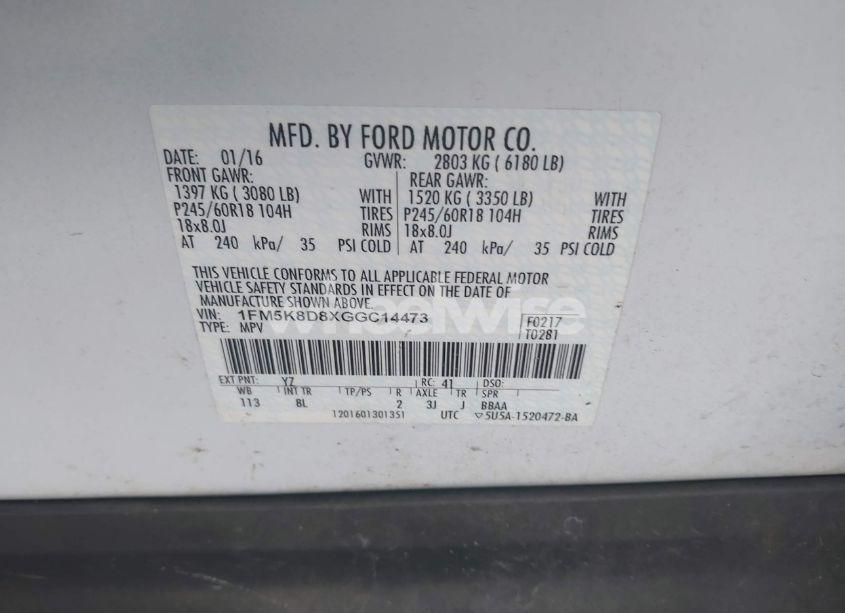 MFD. BY FORD MOTOR CO.
DATE: 01/16 GVWR: 2803 KG ( 6180 LB)
FRONT GAWR: REAR GAWR:
1397 KG ( 3080 LB) WITH 1520 KG ( 3350 LB) WITH
P245/60R18 104H TIRES P245/60R18 104H TIRES
18x8.0J RIMS 18x8.0J RIMS
AT 240 kPa/ 35 PSI COLD AT 240 kPa/ 35 PSI COLD
THIS VEHICLE CONFORMS TO ALL APPLICABLE FEDERAL MOTOR
VEHICLE SAFETY STANDARDS IN EFFECT ON THE DATE OF
MANUFACTURE SHOWN ABOVE.
wheelwise
VIN: 1FM5K8D8XGGC14473 F0217
TYPE: MPV T0281
EXT PNT: YZ RC: 41 DSO:
WB INT TR TP/PS R AXLE TR SPR
113 8L 2 3J J BBAA
1201601301351 UTC ▽5U5A-1520472-BA